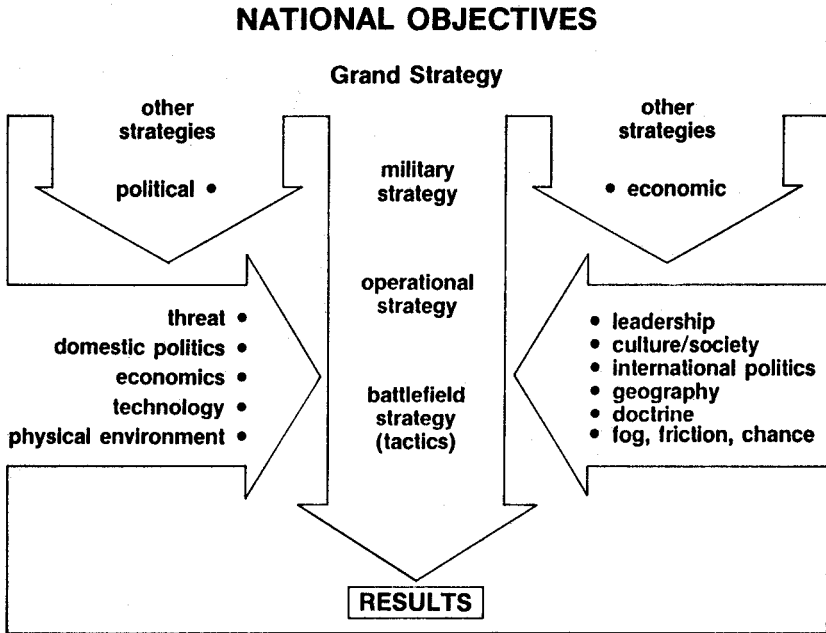 NATIONAL OBJECTIVES
Grand Strategy
other
strategies
political •
military
strategy
other
strategies
• economic
operational
strategy
threat •
domestic politics •
economics •
technology •
physical environment •
battlefield
strategy
(tactics)
• leadership
• culture/society
• international politics
• geography
• doctrine
• fog, friction, chance
RESULTS